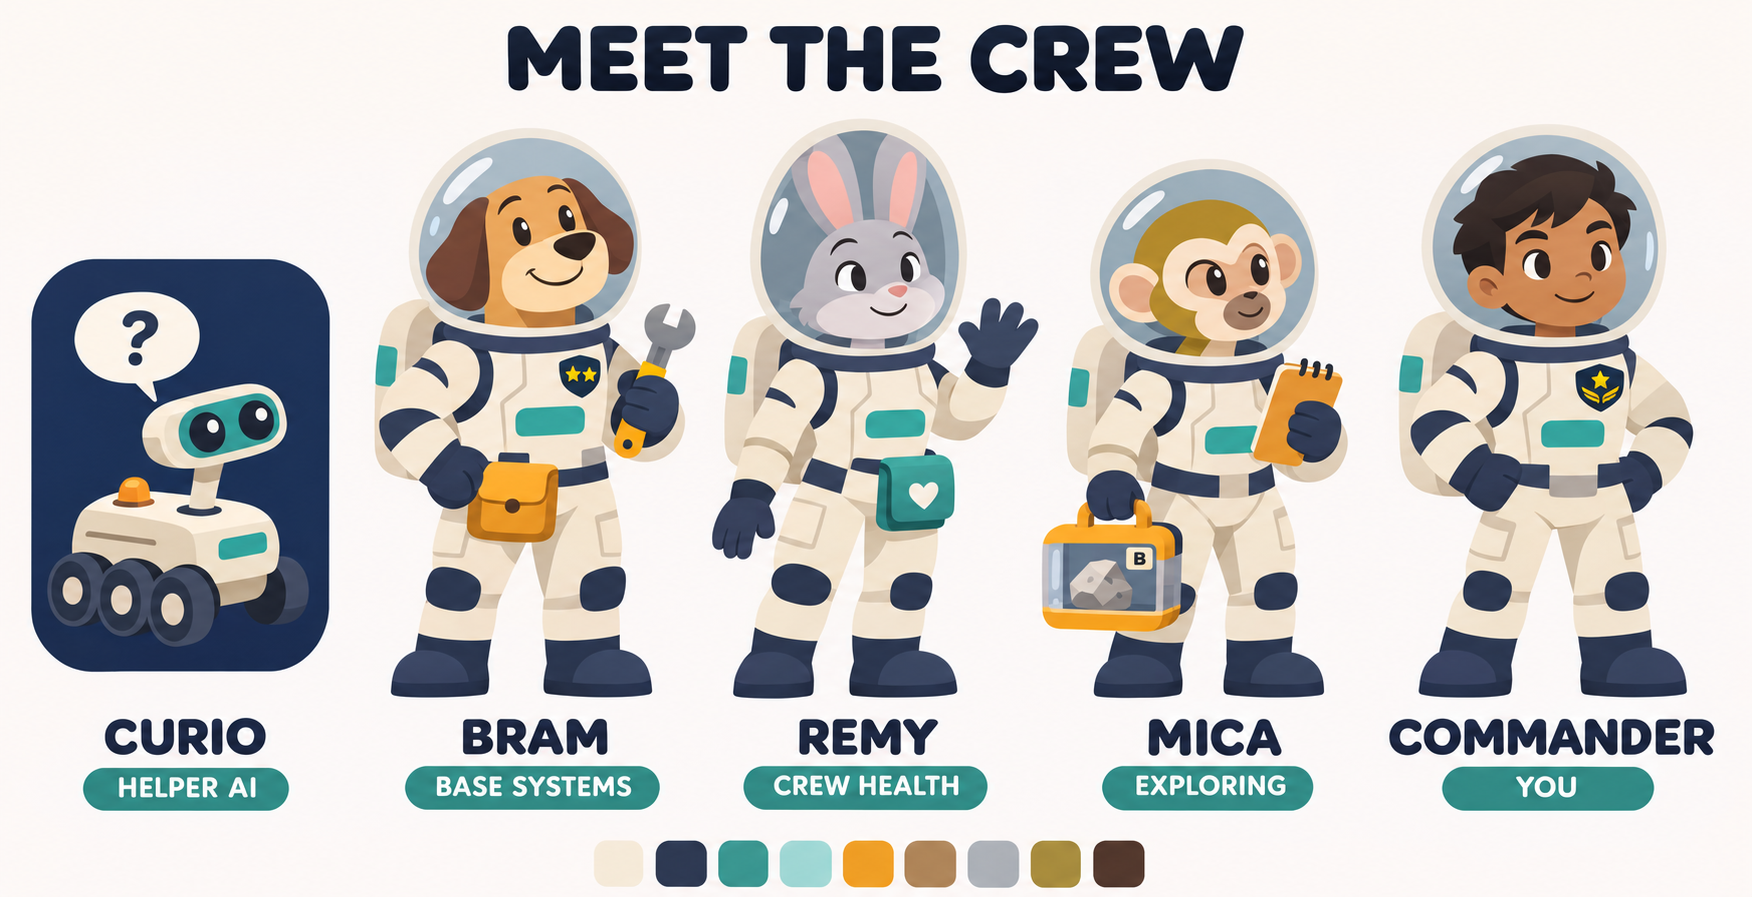 MEET THE CREW
?
B
CURIO
HELPER AI
BRAM
BASE SYSTEMS
REMY
CREW HEALTH
MICA
EXPLORING
COMMANDER
YOU